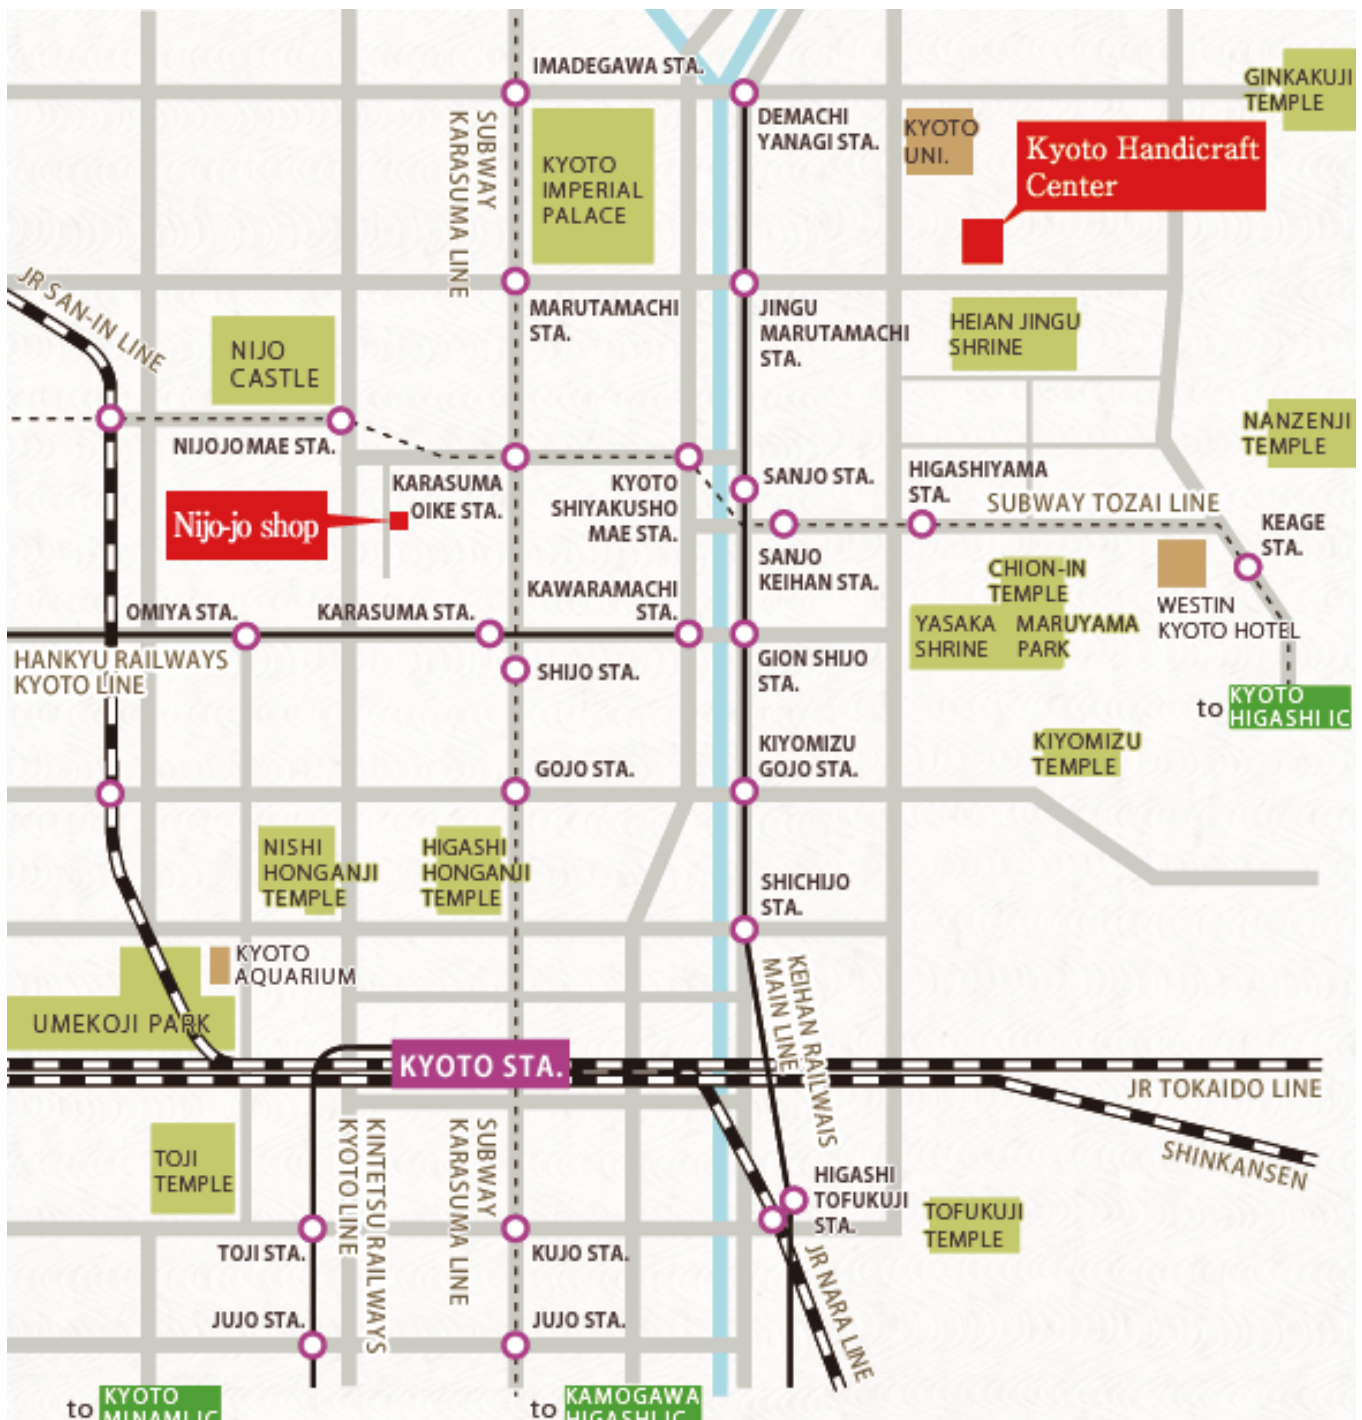 IMADEGAWA STA.
GINKAKUJI
TEMPLE
SUBWAY
KARASUMA LINE
DEMACHI
YANAGI STA.
KYOTO
UNI.
Kyoto Handicraft
Center
KYOTO
IMPERIAL
PALACE
JR SAN-IN LINE
MARUTAMACHI
STA.
JINGU
MARUTAMACHI
STA.
HEIAN JINGU
SHRINE
NIJO
CASTLE
NANZENJI
TEMPLE
NIJOJO MAE STA.
KARASUMA
OIKE STA.
KYOTO
SHIYAKUSHO
MAE STA.
SANJO STA.
HIGASHIYAMA
STA.
SUBWAY TOZAI LINE
KEAGE
STA.
Nijo-jo shop
SANJO
KEIHAN STA.
CHION-IN
TEMPLE
WESTIN
KYOTO HOTEL
OMIYA STA.
KARASUMA STA.
KAWARAMACHI
STA.
YASAKA
SHRINE
MARUYAMA
PARK
HANKYU RAILWAYS
KYOTO LINE
SHIJO STA.
GION SHIJO
STA.
to KYOTO
HIGASHI IC
GOJO STA.
KIYOMIZU
GOJO STA.
KIYOMIZU
TEMPLE
NISHI
HONGANJI
TEMPLE
HIGASHI
HONGANJI
TEMPLE
SHICHIJO
STA.
KYOTO
AQUARIUM
KEIHAN RAILWAIS
MAIN LINE
UMEKOJI PARK
KYOTO STA.
JR TOKAIDO LINE
SHINKANSEN
TOJI
TEMPLE
KINTETSU RAILWAYS
KYOTO LINE
SUBWAY
KARASUMA LINE
HIGASHI
TOFUKUJI
STA.
TOFUKUJI
TEMPLE
TOJI STA.
KUJO STA.
JR NARA LINE
JUJO STA.
JUJO STA.
to KYOTO
MINAMI IC
to KAMOGAWA
HIGASHI IC